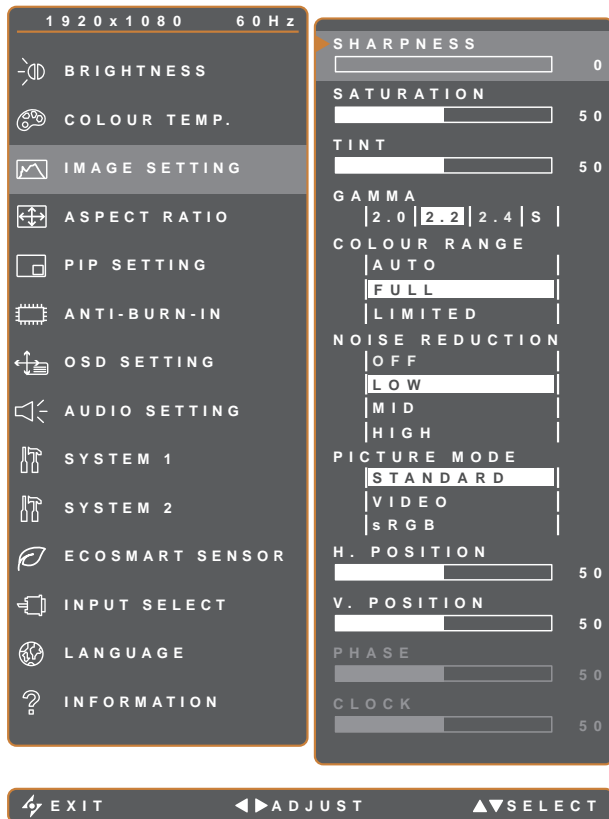 1920x1080 60Hz
BRIGHTNESS
COLOUR TEMP.
IMAGE SETTING
ASPECT RATIO
PIP SETTING
ANTI-BURN-IN
OSD SETTING
AUDIO SETTING
SYSTEM 1
SYSTEM 2
ECOSMART SENSOR
INPUT SELECT
LANGUAGE
INFORMATION
SHARPNESS
0
SATURATION
50
TINT
50
GAMMA
2.0 2.2 2.4 S
COLOUR RANGE
AUTO
FULL
LIMITED
NOISE REDUCTION
OFF
LOW
MID
HIGH
PICTURE MODE
STANDARD
VIDEO
sRGB
H. POSITION
50
V. POSITION
50
PHASE
50
CLOCK
50
EXIT ADJUST SELECT